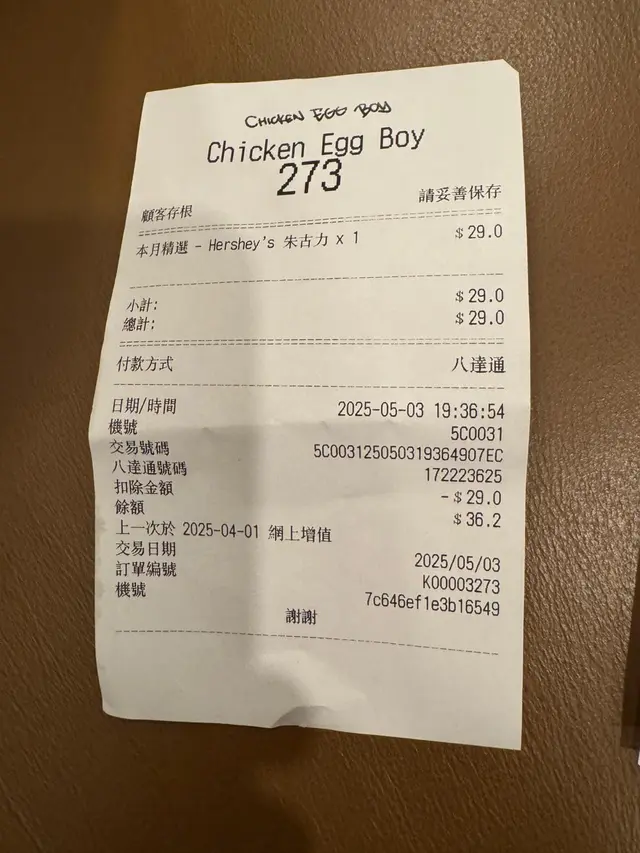 CHICKEN EGG BOY
Chicken Egg Boy
273
顧客存根 請妥善保存
本月精選 - Hershey's 朱古力 x 1 $29.0
小計: $29.0
總計: $29.0
付款方式 八達通
日期/時間 2025-05-03 19:36:54
機號 5C0031
交易號碼 5C003125050319364907EC
八達通號碼 172223625
扣除金額 -$29.0
餘額 $36.2
上一次於 2025-04-01 網上增值
交易日期 2025/05/03
訂單編號 K00003273
機號 7c646ef1e3b16549
謝謝